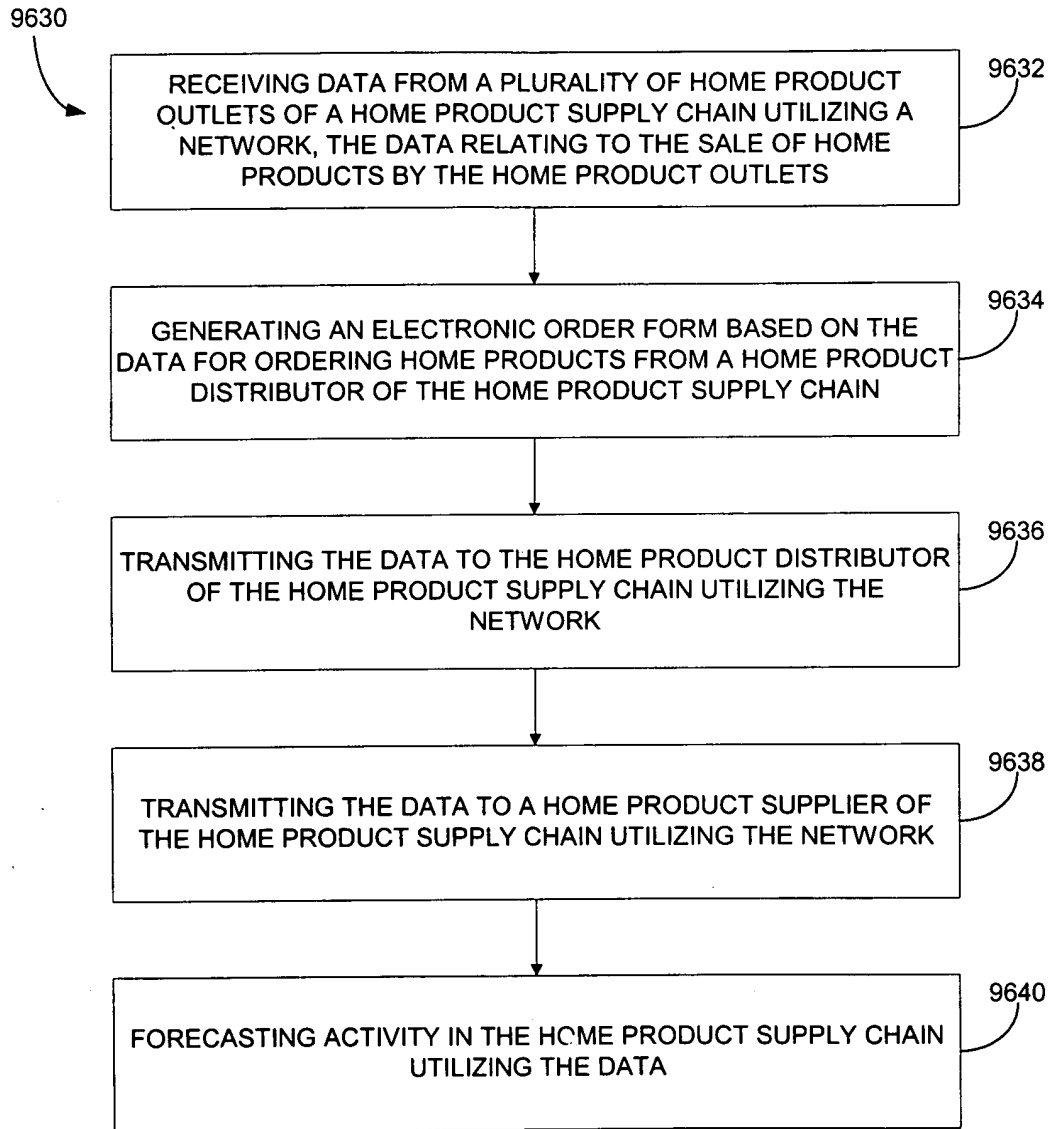 9630
RECEIVING DATA FROM A PLURALITY OF HOME PRODUCT
OUTLETS OF A HOME PRODUCT SUPPLY CHAIN UTILIZING A
NETWORK, THE DATA RELATING TO THE SALE OF HOME
PRODUCTS BY THE HOME PRODUCT OUTLETS
9632
GENERATING AN ELECTRONIC ORDER FORM BASED ON THE
DATA FOR ORDERING HOME PRODUCTS FROM A HOME PRODUCT
DISTRIBUTOR OF THE HOME PRODUCT SUPPLY CHAIN
9634
TRANSMITTING THE DATA TO THE HOME PRODUCT DISTRIBUTOR
OF THE HOME PRODUCT SUPPLY CHAIN UTILIZING THE
NETWORK
9636
TRANSMITTING THE DATA TO A HOME PRODUCT SUPPLIER OF
THE HOME PRODUCT SUPPLY CHAIN UTILIZING THE NETWORK
9638
FORECASTING ACTIVITY IN THE HOME PRODUCT SUPPLY CHAIN
UTILIZING THE DATA
9640